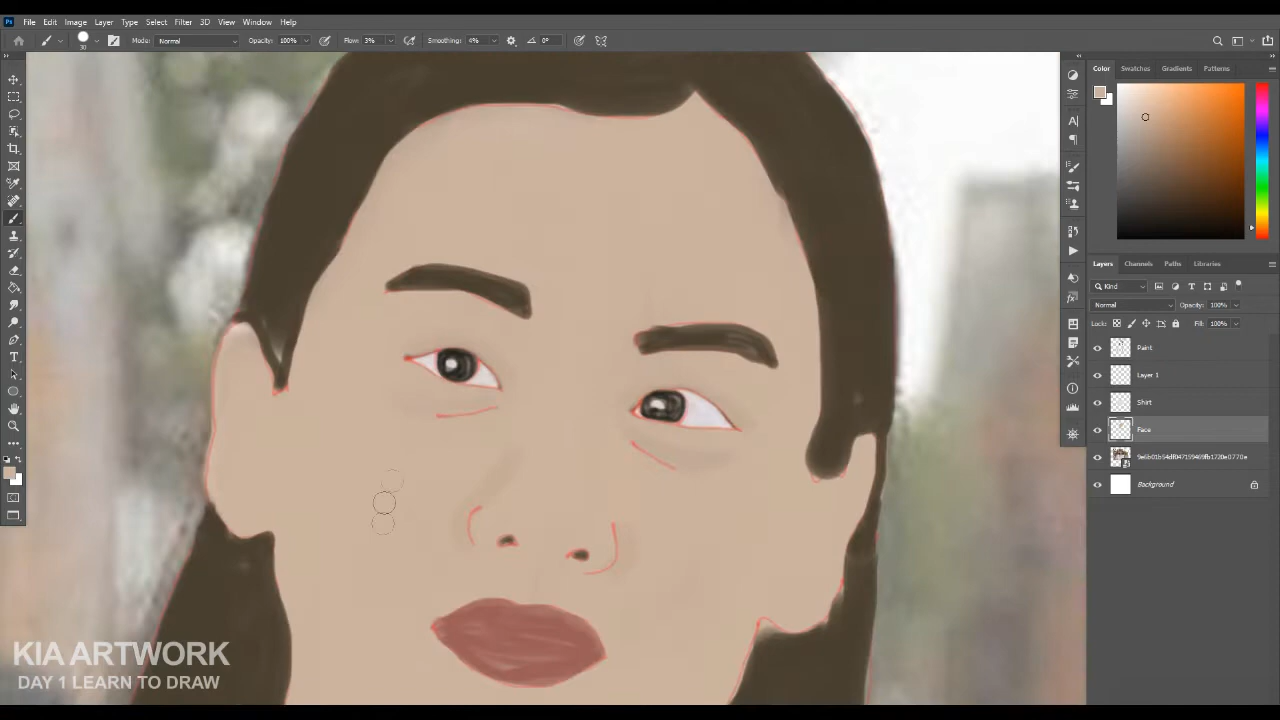 Ps File Edit Image Layer Type Select Filter 3D View Window Help
30 Mode: Normal Opacity: 100% Flow: 3% Smoothing: 4% 0°
Color Swatches Gradients Patterns
Layers Channels Paths Libraries
Kind
Normal Opacity: 100%
Lock: Fill: 100%
Paint
Layer 1
Shirt
Face
Background
KIA ARTWORK
DAY 1 LEARN TO DRAW